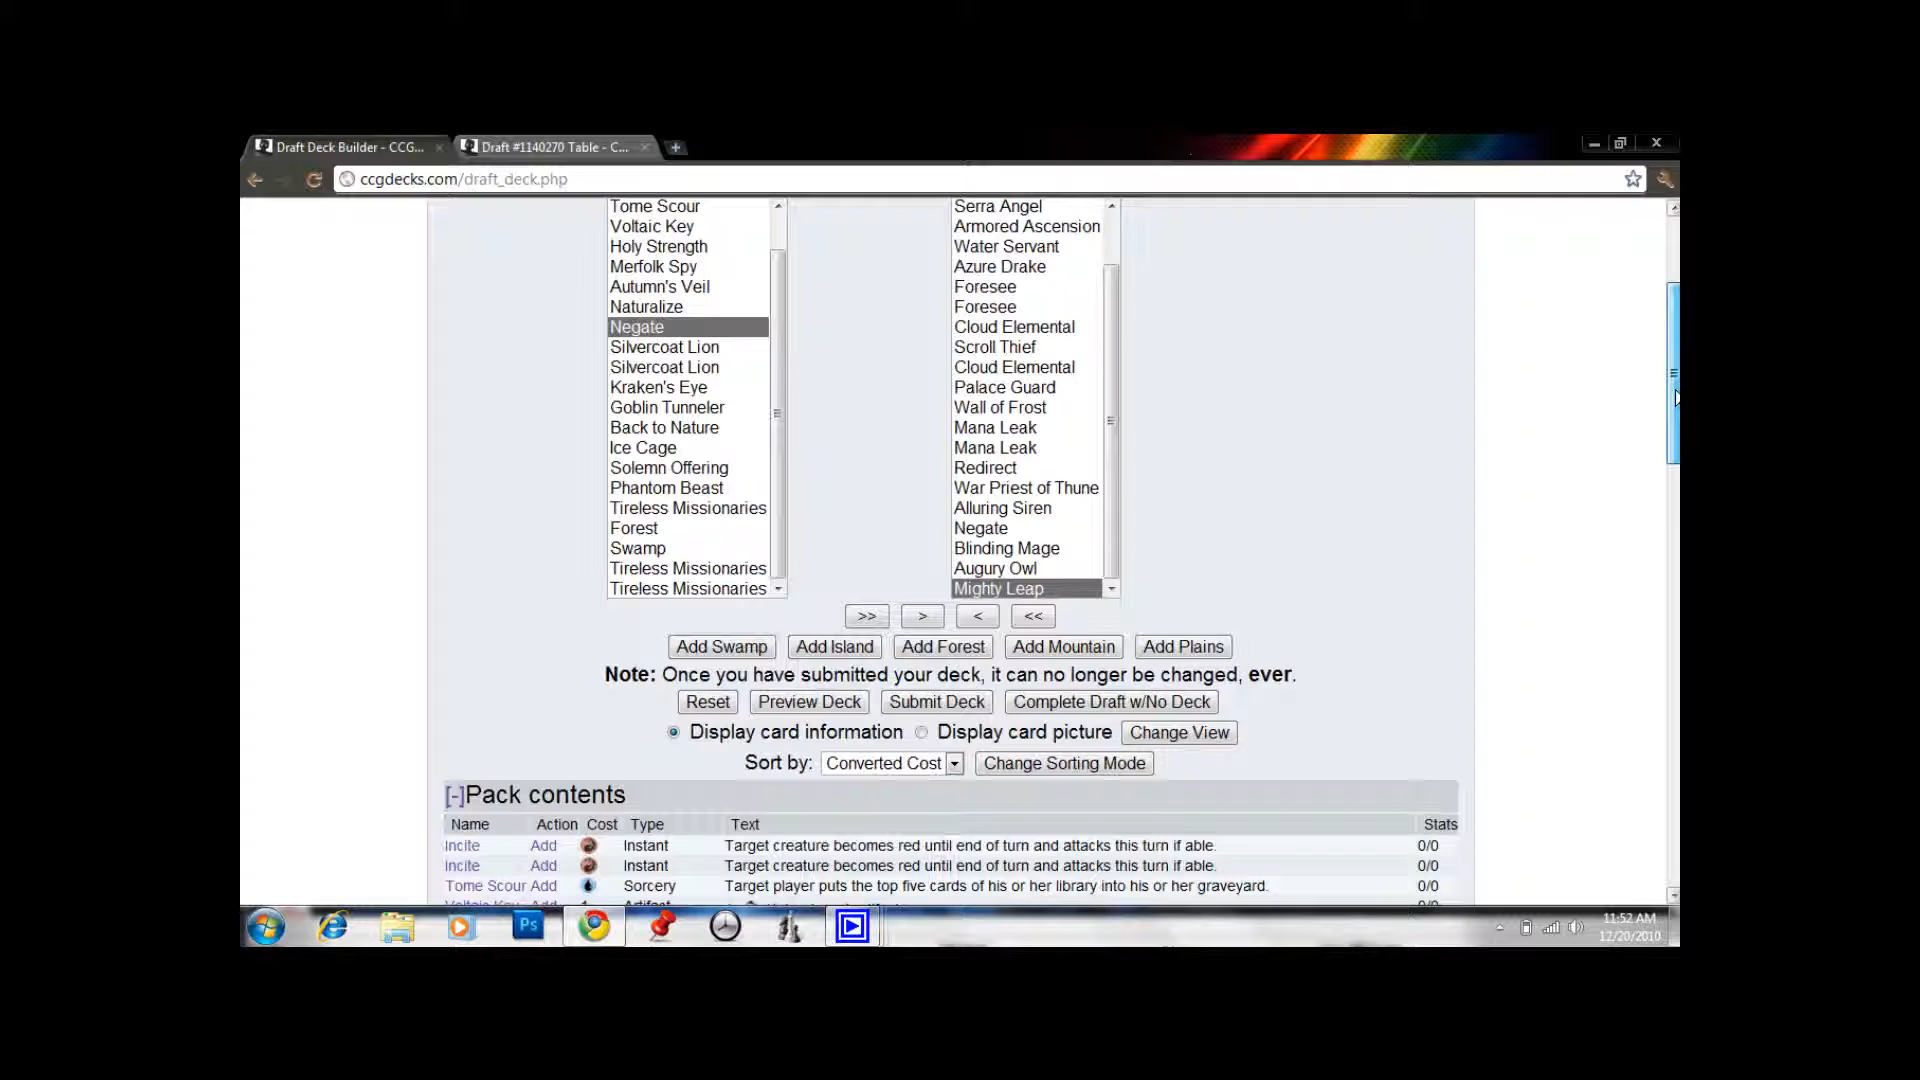 Draft Deck Builder - CCG...
Draft #1140270 Table - C...
ccgdecks.com/draft_deck.php
Tome Scour
Voltaic Key
Holy Strength
Merfolk Spy
Autumn's Veil
Naturalize
Negate
Silvercoat Lion
Silvercoat Lion
Kraken's Eye
Goblin Tunneler
Back to Nature
Ice Cage
Solemn Offering
Phantom Beast
Tireless Missionaries
Forest
Swamp
Tireless Missionaries
Tireless Missionaries
Serra Angel
Armored Ascension
Water Servant
Azure Drake
Foresee
Foresee
Cloud Elemental
Scroll Thief
Cloud Elemental
Palace Guard
Wall of Frost
Mana Leak
Mana Leak
Redirect
War Priest of Thune
Alluring Siren
Negate
Blinding Mage
Augury Owl
Mighty Leap
>> > < <<
Add Swamp Add Island Add Forest Add Mountain Add Plains
Note: Once you have submitted your deck, it can no longer be changed, ever.
Reset Preview Deck Submit Deck Complete Draft w/No Deck
Display card information Display card picture Change View
Sort by: Converted Cost Change Sorting Mode
[-]Pack contents
Name Action Cost Type Text Stats
Incite Add Instant Target creature becomes red until end of turn and attacks this turn if able. 0/0
Incite Add Instant Target creature becomes red until end of turn and attacks this turn if able. 0/0
Tome Scour Add Sorcery Target player puts the top five cards of his or her library into his or her graveyard. 0/0
Ps
11:52 AM
12/20/2010